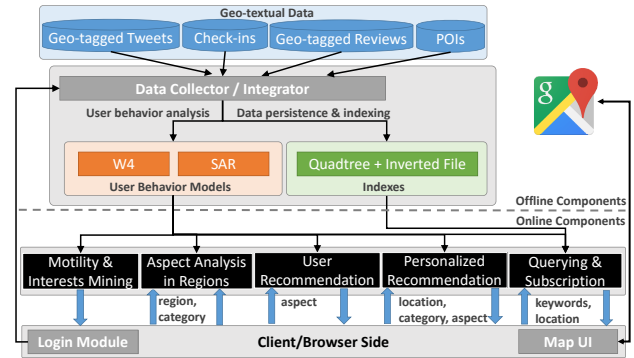 Geo-textual Data
Geo-tagged Tweets
Check-ins
Geo-tagged Reviews
POIs
Data Collector / Integrator
User behavior analysis
Data persistence & indexing
g
W4
SAR
Quadtree + Inverted File
User Behavior Models
Indexes
Offline Components
Online Components
Motility &
Interests Mining
Aspect Analysis
in Regions
User
Recommendation
Personalized
Recommendation
Querying &
Subscription
region,
category
aspect
location,
category, aspect
keywords,
location
Login Module
Client/Browser Side
Map UI